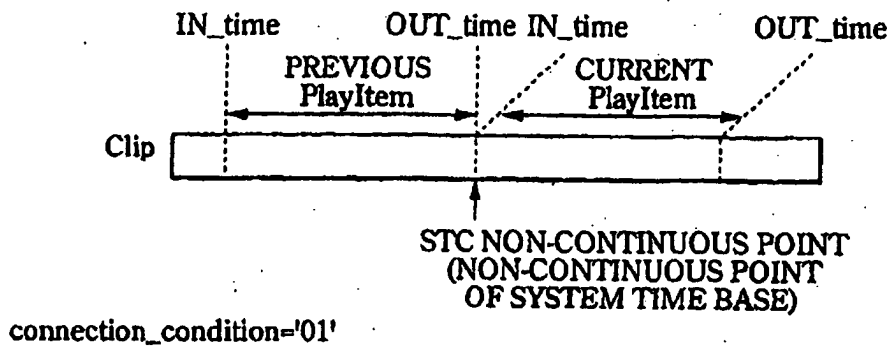 IN_time OUT_time IN_time OUT_time
PREVIOUS
PlayItem
CURRENT
PlayItem
Clip
STC NON-CONTINUOUS POINT
(NON-CONTINUOUS POINT
OF SYSTEM TIME BASE)
connection_condition='01'